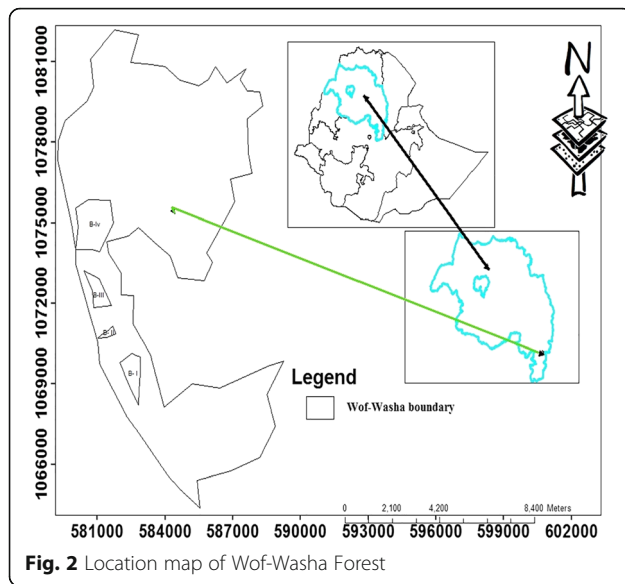 1081000
1078000
1075000
1072000
1069000
1066000
N
B-Iv
B-III
B-I
Legend
Wof-Washa boundary
0 2,100 4,200 8,400 Meters
581000 584000 587000 590000 593000 596000 599000 602000
Fig. 2 Location map of Wof-Washa Forest